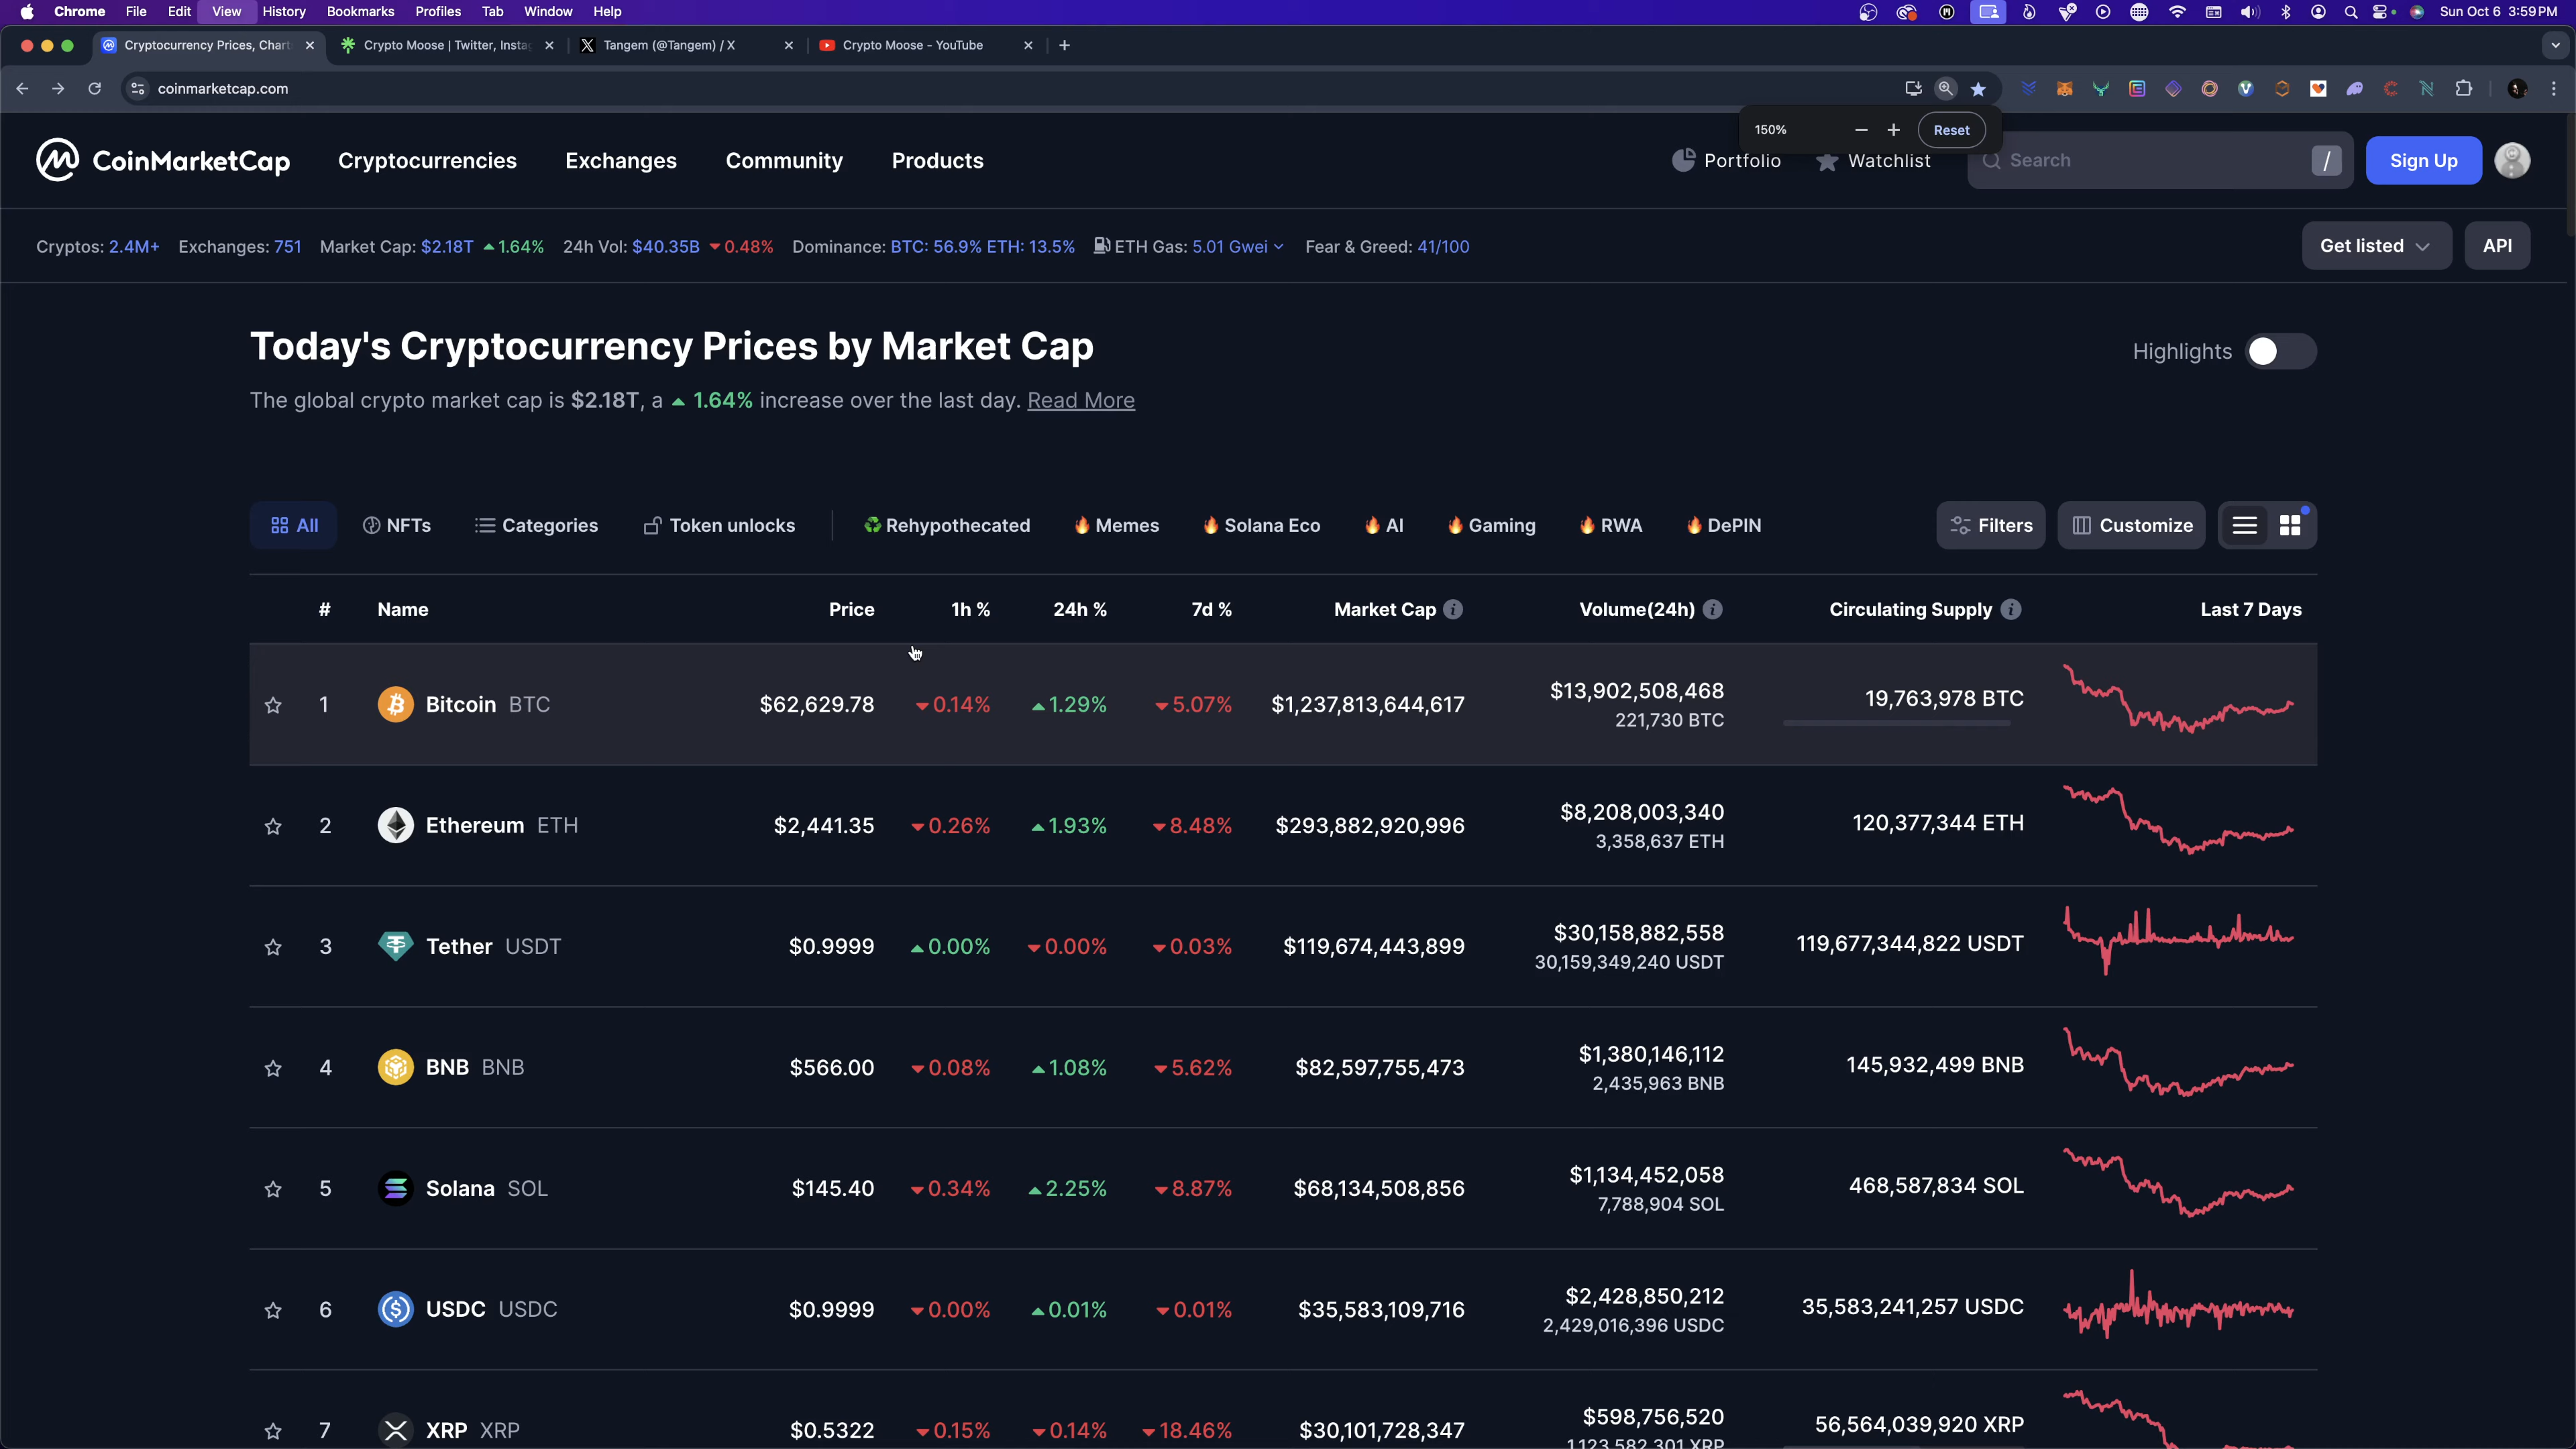 Chrome File Edit View History Bookmarks Profiles Tab Window Help Sun Oct 6 3:59 PM
Cryptocurrency Prices, Chart Crypto Moose | Twitter, Insta Tangem (@Tangem) / X Crypto Moose - YouTube
coinmarketcap.com
150% Reset
CoinMarketCap Cryptocurrencies Exchanges Community Products Portfolio Watchlist Search / Sign Up
Cryptos: 2.4M+ Exchanges: 751 Market Cap: $2.18T 1.64% 24h Vol: $40.35B 0.48% Dominance: BTC: 56.9% ETH: 13.5% ETH Gas: 5.01 Gwei Fear & Greed: 41/100 Get listed API
Today's Cryptocurrency Prices by Market Cap Highlights
The global crypto market cap is $2.18T, a 1.64% increase over the last day. Read More
All NFTs Categories Token unlocks Rehypothecated Memes Solana Eco AI Gaming RWA DePIN Filters Customize
# Name Price 1h % 24h % 7d % Market Cap Volume(24h) Circulating Supply Last 7 Days
1 Bitcoin BTC $62,629.78 0.14% 1.29% 5.07% $1,237,813,644,617 $13,902,508,468 19,763,978 BTC
221,730 BTC
2 Ethereum ETH $2,441.35 0.26% 1.93% 8.48% $293,882,920,996 $8,208,003,340 120,377,344 ETH
3,358,637 ETH
3 Tether USDT $0.9999 0.00% 0.00% 0.03% $119,674,443,899 $30,158,882,558 119,677,344,822 USDT
30,159,349,240 USDT
4 BNB BNB $566.00 0.08% 1.08% 5.62% $82,597,755,473 $1,380,146,112 145,932,499 BNB
2,435,963 BNB
5 Solana SOL $145.40 0.34% 2.25% 8.87% $68,134,508,856 $1,134,452,058 468,587,834 SOL
7,788,904 SOL
6 USDC USDC $0.9999 0.00% 0.01% 0.01% $35,583,109,716 $2,428,850,212 35,583,241,257 USDC
2,429,016,396 USDC
7 XRP XRP $0.5322 0.15% 0.14% 18.46% $30,101,728,347 $598,756,520 56,564,039,920 XRP
1,123,582,301 XRP